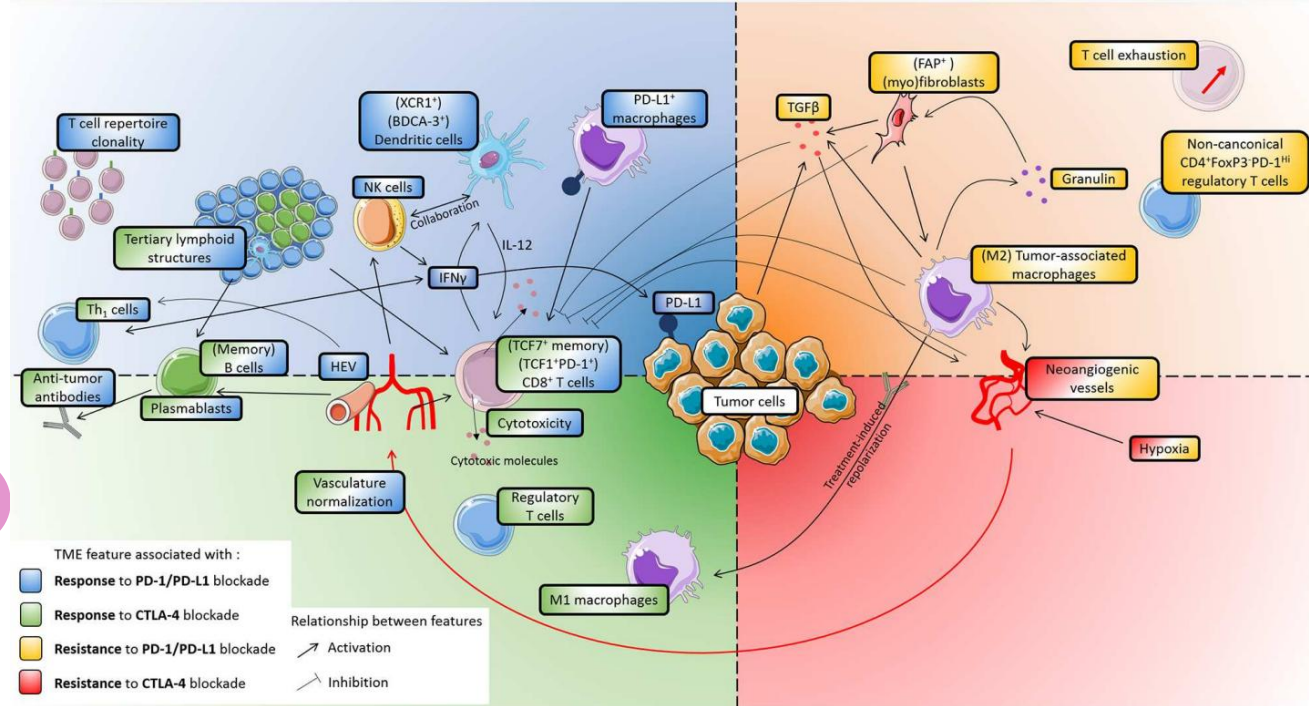 T cell repertoire
clonality
(XCR1⁺)
(BDCA-3⁺)
Dendritic cells
PD-L1⁺
macrophages
NK cells
Collaboration
Tertiary lymphoid
structures
IL-12
IFNγ
Th₁ cells
(Memory)
B cells
HEV
PD-L1
(TCF7⁺ memory)
(TCF1⁺PD-1⁺)
CD8⁺ T cells
Anti-tumor
antibodies
Plasmablasts
Cytotoxicity
Cytotoxic molecules
Vasculature
normalization
Regulatory
T cells
M1 macrophages
Tumor cells
TGFβ
(FAP⁺ )
(myo)fibroblasts
T cell exhaustion
Non-canonical
CD4⁺FoxP3⁻PD-1ᴴⁱ
regulatory T cells
Granulin
(M2) Tumor-associated
macrophages
Neoangiogenic
vessels
Hypoxia
Treatment-induced
repolarization
TME feature associated with :
Response to PD-1/PD-L1 blockade
Response to CTLA-4 blockade
Resistance to PD-1/PD-L1 blockade
Resistance to CTLA-4 blockade
Relationship between features
Activation
Inhibition